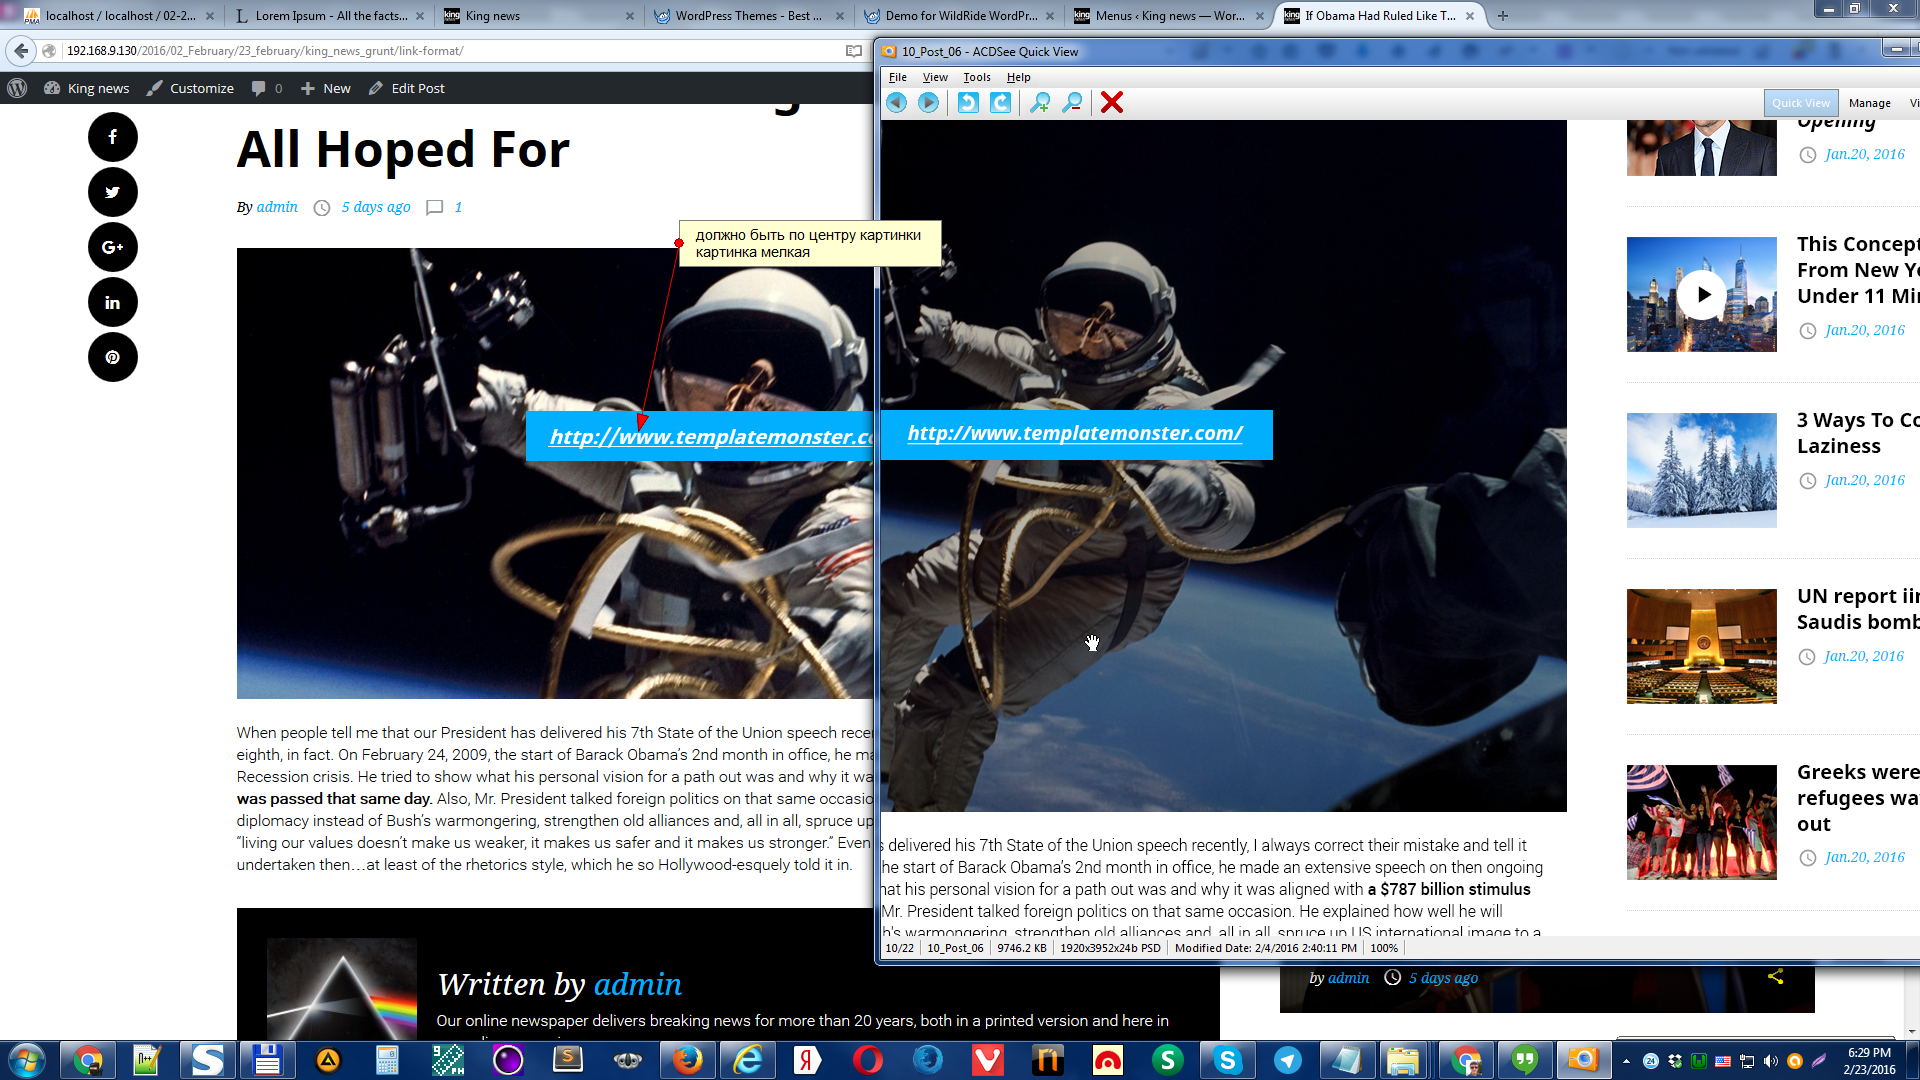 localhost / localhost / 02-2...
Lorem Ipsum - All the facts...
King news
WordPress Themes - Best ...
Demo for WildRide WordPr...
Menus ‹ King news — Wor...
If Obama Had Ruled Like T...
192.168.9.130/2016/02_February/23_february/king_news_grunt/link-format/
King news
Customize
0
New
Edit Post
All Hoped For
By admin
5 days ago
1
http://www.templatemonster.co
должно быть по центру картинки
картинка мелкая
When people tell me that our President has delivered his 7th State of the Union speech recen
eighth, in fact. On February 24, 2009, the start of Barack Obama's 2nd month in office, he ma
Recession crisis. He tried to show what his personal vision for a path out was and why it wa
was passed that same day. Also, Mr. President talked foreign politics on that same occasio
diplomacy instead of Bush's warmongering, strengthen old alliances and, all in all, spruce up
“living our values doesn't make us weaker, it makes us safer and it makes us stronger.” Even
undertaken then…at least of the rhetorics style, which he so Hollywood-esquely told it in.
Written by admin
Our online newspaper delivers breaking news for more than 20 years, both in a printed version and here in
10_Post_06 - ACDSee Quick View
File View Tools Help
Quick View
Manage
Vi
http://www.templatemonster.com/
s delivered his 7th State of the Union speech recently, I always correct their mistake and tell it
he start of Barack Obama's 2nd month in office, he made an extensive speech on then ongoing
hat his personal vision for a path out was and why it was aligned with a $787 billion stimulus
Mr. President talked foreign politics on that same occasion. He explained how well he will
h's warmongering, strengthen old alliances and, all in all, spruce up US international image to a
Opening
Jan.20, 2016
This Concept
From New Yo
Under 11 Min
Jan.20, 2016
3 Ways To Co
Laziness
Jan.20, 2016
UN report iin
Saudis bomb
Jan.20, 2016
Greeks were
refugees wa
out
Jan.20, 2016
10/22
10_Post_06
9746.2 KB
1920x3952x24b PSD
Modified Date: 2/4/2016 2:40:11 PM
100%
by admin
5 days ago
24
6:29 PM
2/23/2016